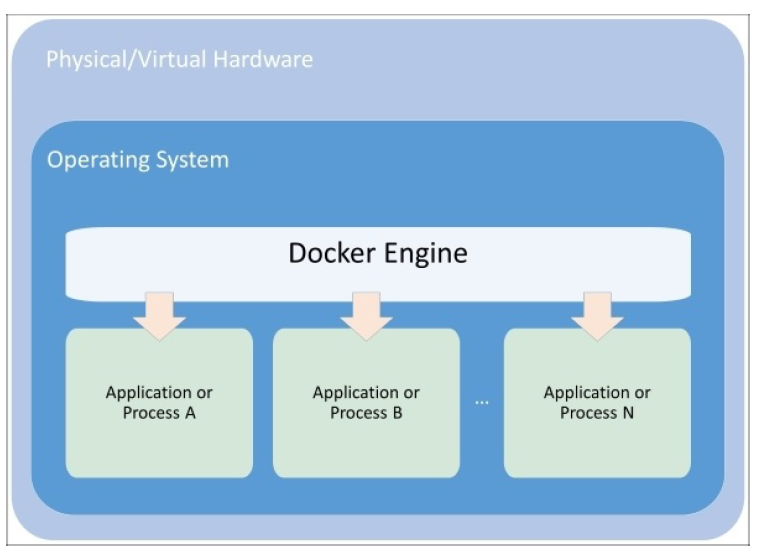 Physical/Virtual Hardware
Operating System
Docker Engine
Application or
Process A
Application or
Process B
...
Application or
Process N